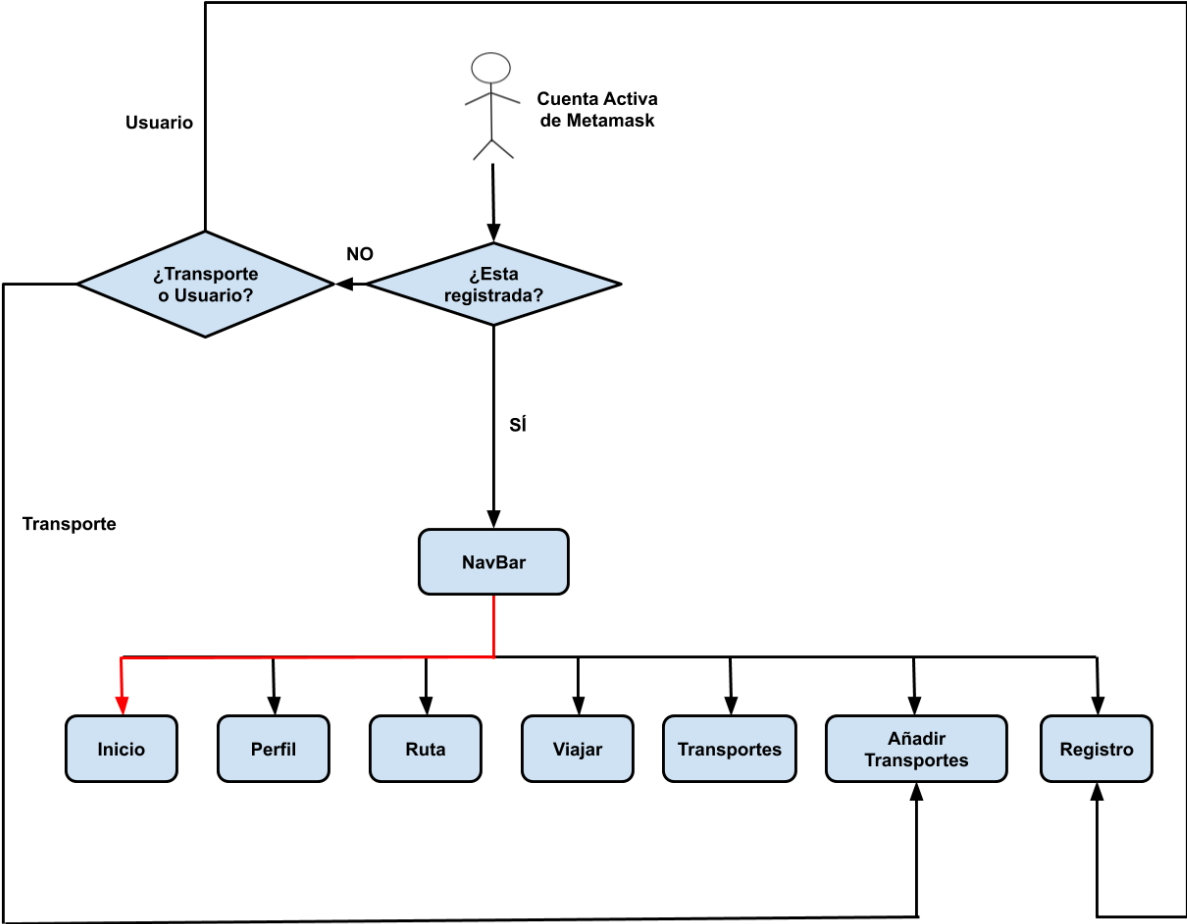 Cuenta Activa
de Metamask
Usuario
NO
¿Transporte
o Usuario?
¿Esta
registrada?
SÍ
Transporte
NavBar
Inicio
Perfil
Ruta
Viajar
Transportes
Añadir
Transportes
Registro